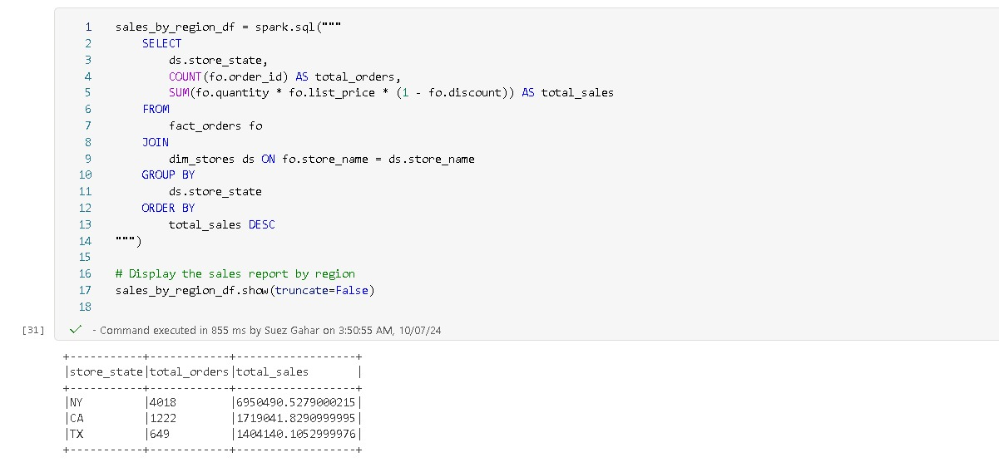 1 sales_by_region_df = spark.sql("""
2 SELECT
3 ds.store_state,
4 COUNT(fo.order_id) AS total_orders,
5 SUM(fo.quantity * fo.list_price * (1 - fo.discount)) AS total_sales
6 FROM
7 fact_orders fo
8 JOIN
9 dim_stores ds ON fo.store_name = ds.store_name
10 GROUP BY
11 ds.store_state
12 ORDER BY
13 total_sales DESC
14 """)
15
16 # Display the sales report by region
17 sales_by_region_df.show(truncate=False)
18
[31] - Command executed in 855 ms by Suez Gahar on 3:50:55 AM, 10/07/24
+-----------+------------+------------------+
|store_state|total_orders|total_sales       |
+-----------+------------+------------------+
|NY         |4018        |6950490.5279000215|
|CA         |1222        |1719041.8290999995|
|TX         |649         |1404140.1052999976|
+-----------+------------+------------------+